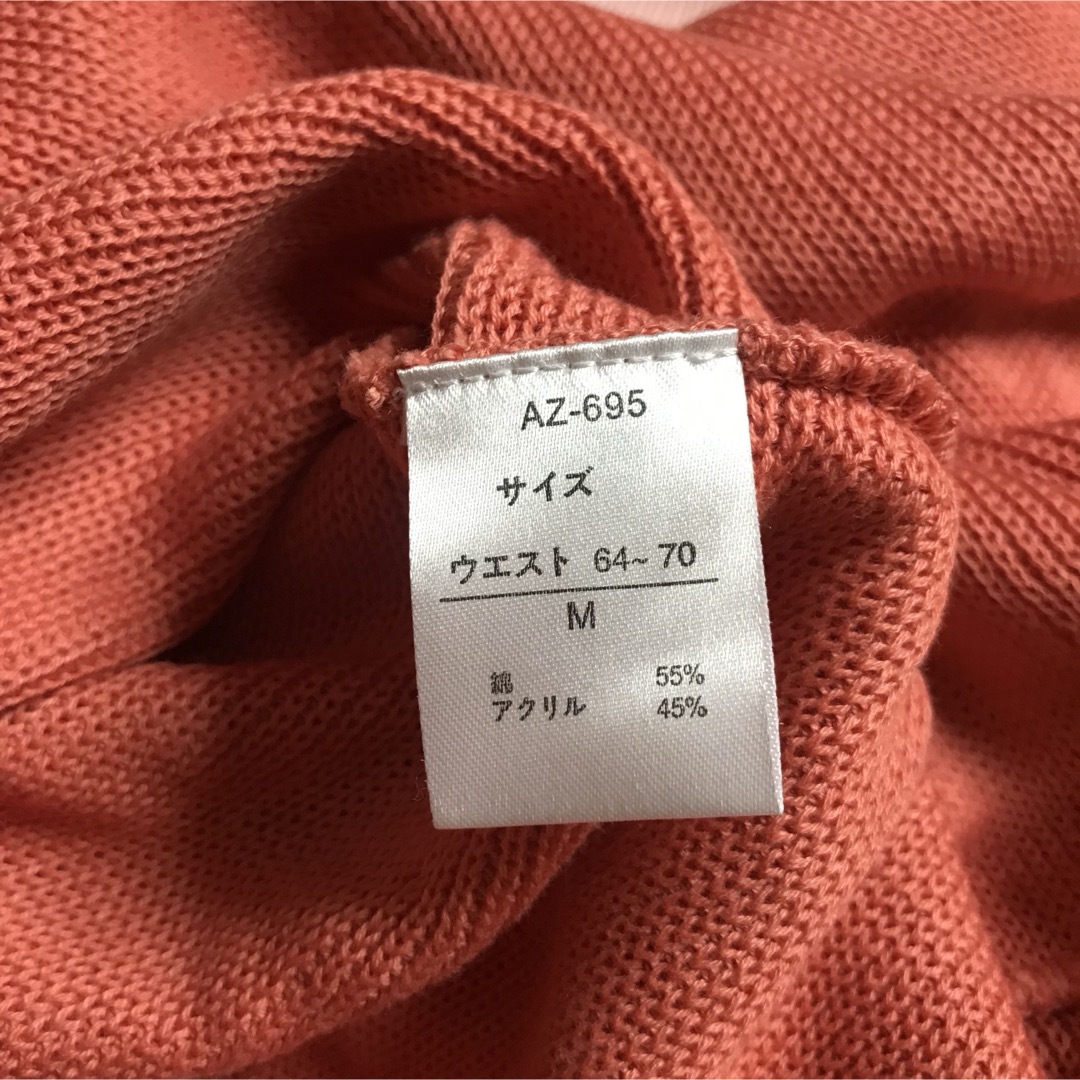 AZ-695
サイズ
ウエスト 64~70
M
綿 55%
アクリル 45%